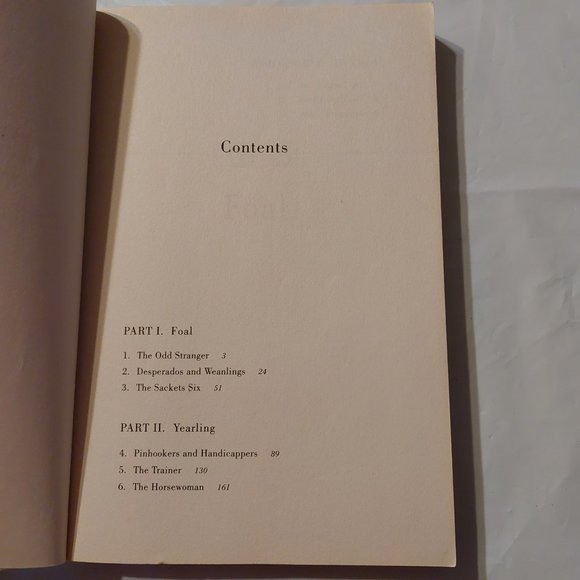 Contents
PART I. Foal
1. The Odd Stranger 3
2. Desperados and Weanlings 24
3. The Sackets Six 51
PART II. Yearling
4. Pinhookers and Handicappers 89
5. The Trainer 130
6. The Horsewoman 161